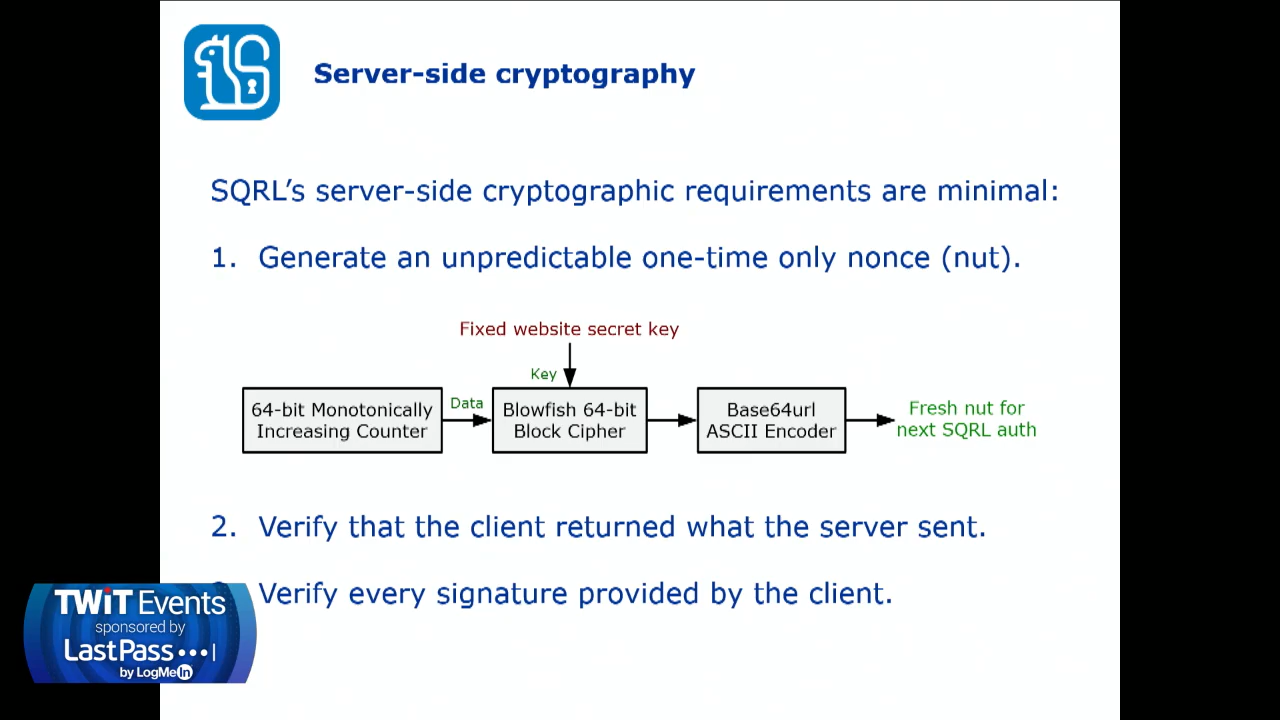 Server-side cryptography
SQRL’s server-side cryptographic requirements are minimal:
1. Generate an unpredictable one-time only nonce (nut).
Fixed website secret key
Key
64-bit Monotonically
Increasing Counter
Data
Blowfish 64-bit
Block Cipher
Base64url
ASCII Encoder
Fresh nut for
next SQRL auth
2. Verify that the client returned what the server sent.
Verify every signature provided by the client.
TWiT Events
sponsored by
LastPass•••|
by LogMeIn